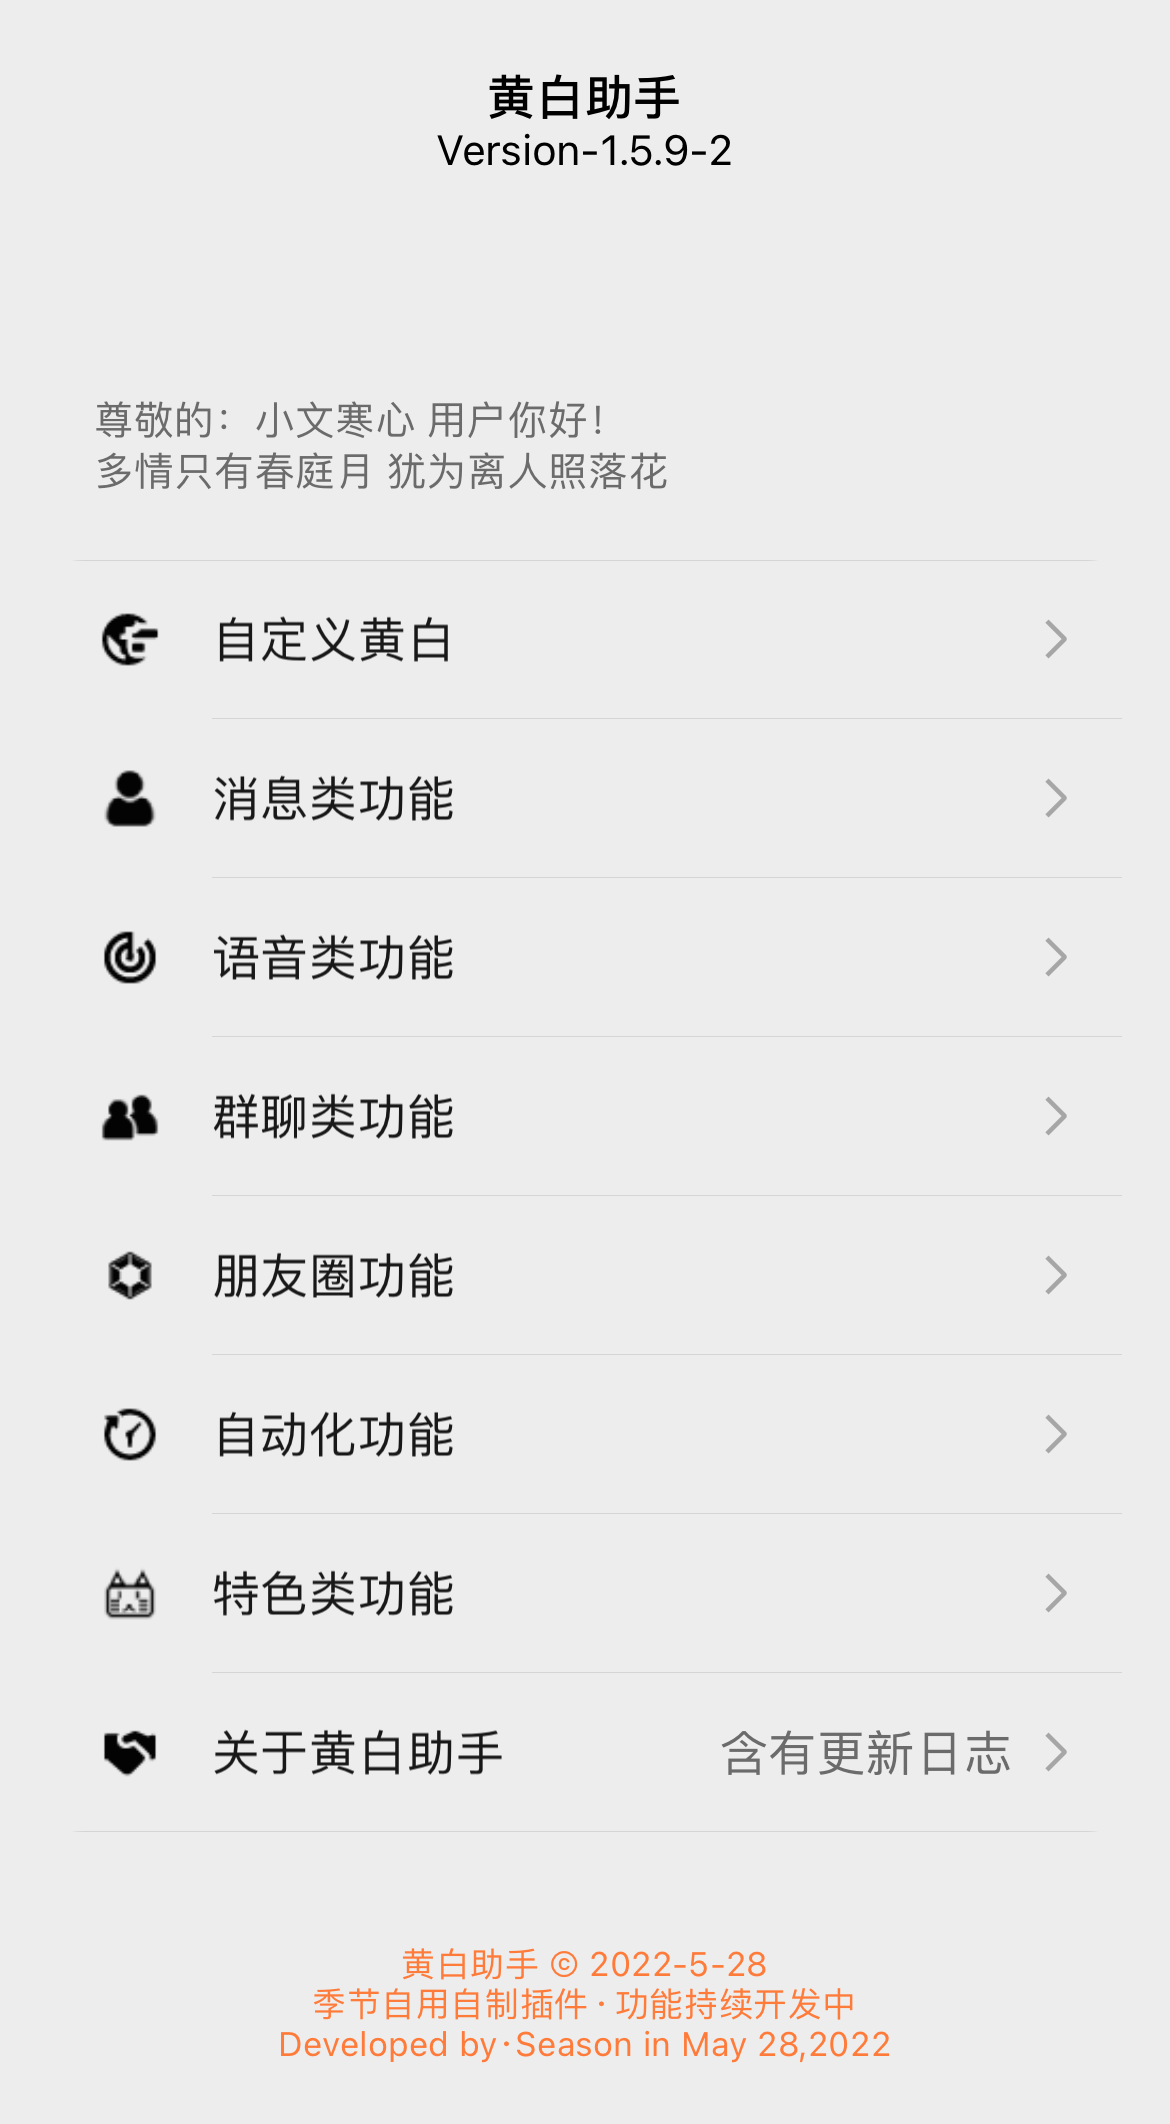 黄白助手
Version-1.5.9-2
尊敬的：小文寒心 用户你好！
多情只有春庭月 犹为离人照落花
自定义黄白
消息类功能
语音类功能
群聊类功能
朋友圈功能
自动化功能
特色类功能
关于黄白助手 含有更新日志
黄白助手 © 2022-5-28
季节自用自制插件 · 功能持续开发中
Developed by·Season in May 28,2022